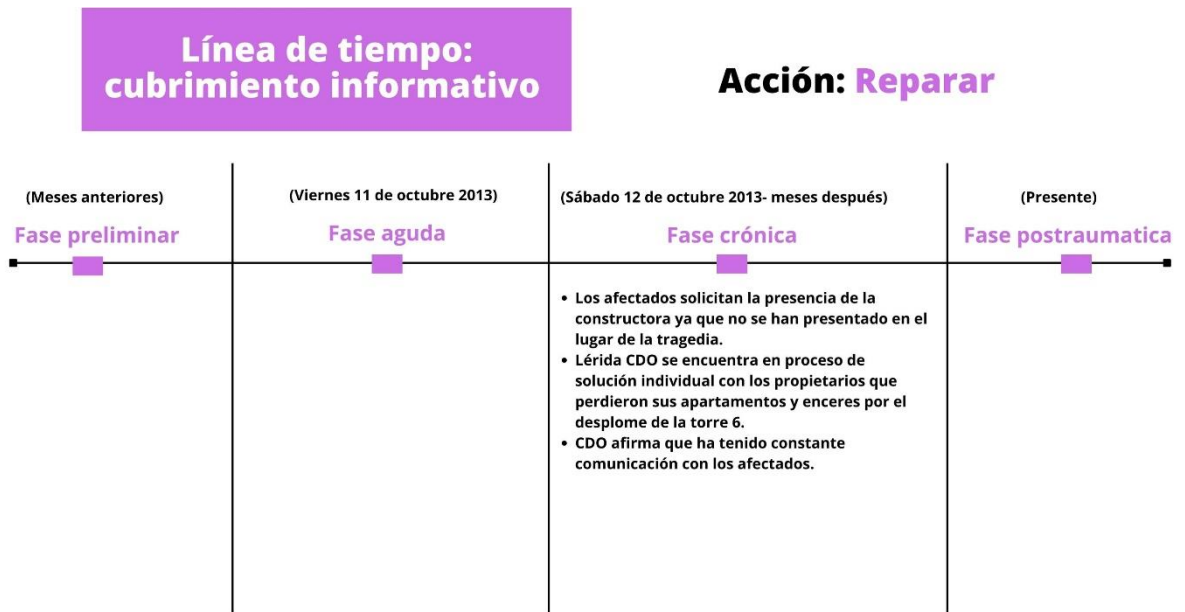 Línea de tiempo:
cubrimiento informativo
Acción: Reparar
(Meses anteriores)
Fase preliminar
(Viernes 11 de octubre 2013)
Fase aguda
(Sábado 12 de octubre 2013- meses después)
Fase crónica
(Presente)
Fase postraumatica
• Los afectados solicitan la presencia de la
constructora ya que no se han presentado en el
lugar de la tragedia.
• Lérida CDO se encuentra en proceso de
solución individual con los propietarios que
perdieron sus apartamentos y enceres por el
desplome de la torre 6.
• CDO afirma que ha tenido constante
comunicación con los afectados.